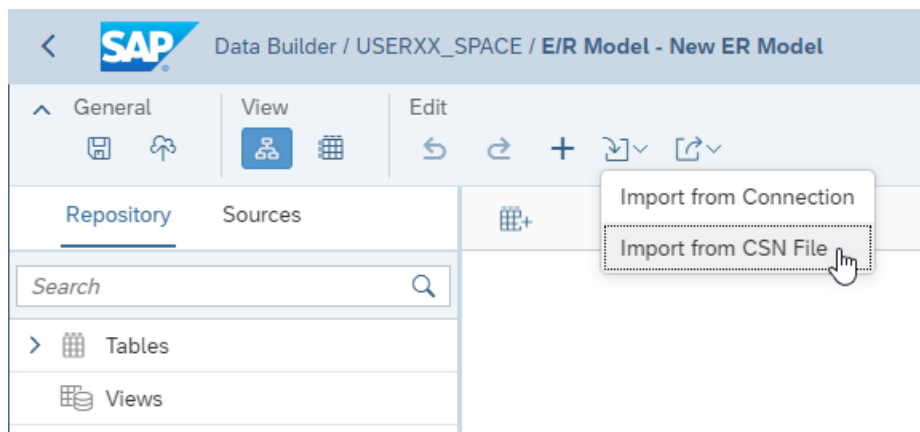 SAP Data Builder / USERXX_SPACE / E/R Model - New ER Model
General View Edit
Import from Connection
Repository Sources
Import from CSN File
Search
Tables
Views